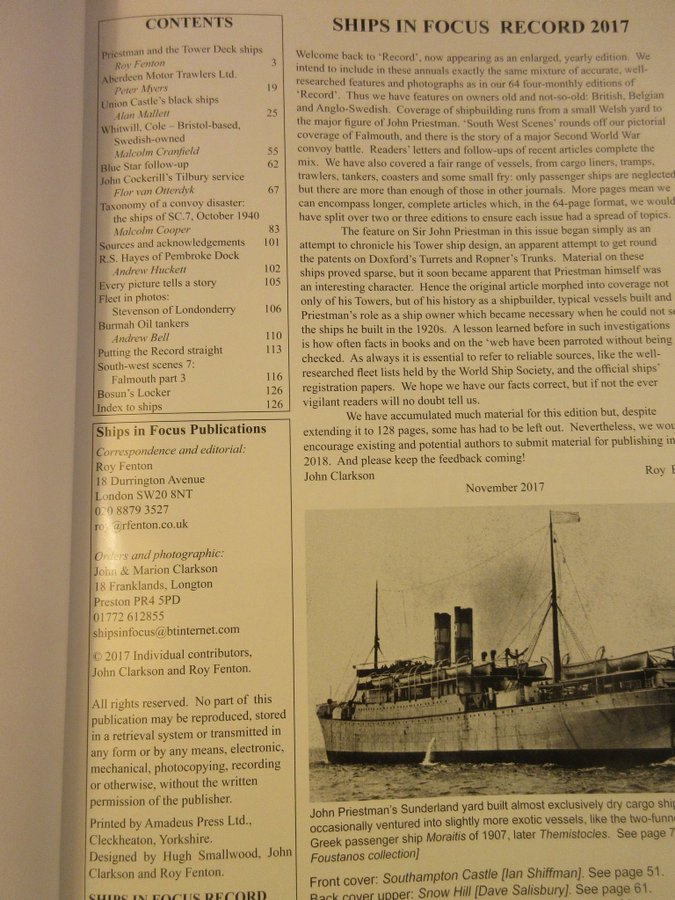 CONTENTS
Priestman and the Tower Deck ships
Roy Fenton 3
Aberdeen Motor Trawlers Ltd.
Peter Myers 19
Union Castle's black ships
Alan Mallett 25
Whitwill, Cole – Bristol-based,
Swedish-owned
Malcolm Cranfield 55
Blue Star follow-up 62
John Cockerill's Tilbury service
Flor van Otterdyk 67
Taxonomy of a convoy disaster:
the ships of SC.7, October 1940
Malcolm Cooper 83
Sources and acknowledgements 101
R.S. Hayes of Pembroke Dock
Andrew Huckett 102
Every picture tells a story 105
Fleet in photos:
Stevenson of Londonderry 106
Burmah Oil tankers
Andrew Bell 110
Putting the Record straight 113
South-west scenes 7:
Falmouth part 3 116
Bosun's Locker 126
Index to ships 126
Ships in Focus Publications
Correspondence and editorial:
Roy Fenton
18 Durrington Avenue
London SW20 8NT
020 8879 3527
@rfenton.co.uk
Orders and photographic:
John & Marion Clarkson
18 Franklands, Longton
Preston PR4 5PD
01772 612855
shipsinfocus@btinternet.com
© 2017 Individual contributors,
John Clarkson and Roy Fenton.
All rights reserved. No part of this
publication may be reproduced, stored
in a retrieval system or transmitted in
any form or by any means, electronic,
mechanical, photocopying, recording
or otherwise, without the written
permission of the publisher.
Printed by Amadeus Press Ltd.,
Cleckheaton, Yorkshire.
Designed by Hugh Smallwood, John
Clarkson and Roy Fenton.
SHIPS IN FOCUS RECORD
SHIPS IN FOCUS RECORD 2017
Welcome back to 'Record', now appearing as an enlarged, yearly edition. We
intend to include in these annuals exactly the same mixture of accurate, well-
researched features and photographs as in our 64 four-monthly editions of
'Record'. Thus we have features on owners old and not-so-old: British, Belgian
and Anglo-Swedish. Coverage of shipbuilding runs from a small Welsh yard to
the major figure of John Priestman. 'South West Scenes' rounds off our pictorial
coverage of Falmouth, and there is the story of a major Second World War
convoy battle. Readers' letters and follow-ups of recent articles complete the
mix. We have also covered a fair range of vessels, from cargo liners, tramps,
trawlers, tankers, coasters and some small fry: only passenger ships are neglected
but there are more than enough of those in other journals. More pages mean we
can encompass longer, complete articles which, in the 64-page format, we would
have split over two or three editions to ensure each issue had a spread of topics.
The feature on Sir John Priestman in this issue began simply as an
attempt to chronicle his Tower ship design, an apparent attempt to get round
the patents on Doxford's Turrets and Ropner's Trunks. Material on these
ships proved sparse, but it soon became apparent that Priestman himself was
an interesting character. Hence the original article morphed into coverage not
only of his Towers, but of his history as a shipbuilder, typical vessels built and
Priestman's role as a ship owner which became necessary when he could not se
the ships he built in the 1920s. A lesson learned before in such investigations
is how often facts in books and on the 'web have been parroted without being
checked. As always it is essential to refer to reliable sources, like the well-
researched fleet lists held by the World Ship Society, and the official ships'
registration papers. We hope we have our facts correct, but if not the ever
vigilant readers will no doubt tell us.
We have accumulated much material for this edition but, despite
extending it to 128 pages, some has had to be left out. Nevertheless, we wou
encourage existing and potential authors to submit material for publishing in
2018. And please keep the feedback coming!
John Clarkson Roy F
November 2017
John Priestman's Sunderland yard built almost exclusively dry cargo ship
occasionally ventured into slightly more exotic vessels, like the two-funne
Greek passenger ship Moraitis of 1907, later Themistocles. See page 7
Foustanos collection]
Front cover: Southampton Castle [Ian Shiffman]. See page 51.
Back cover upper: Snow Hill [Dave Salisbury]. See page 61.